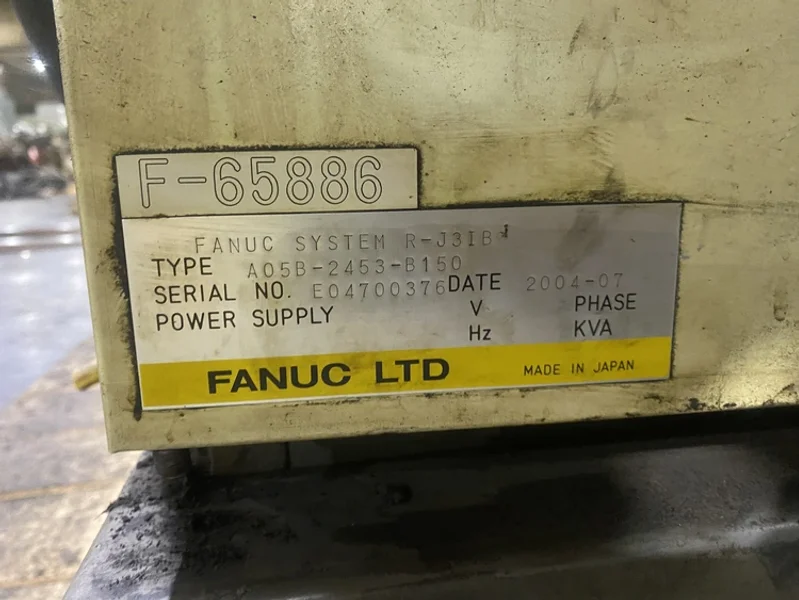 F-65886
FANUC SYSTEM R-J3IB
TYPE A05B-2453-B150
SERIAL NO. E04700376 DATE 2004-07
POWER SUPPLY V PHASE
Hz KVA
FANUC LTD MADE IN JAPAN